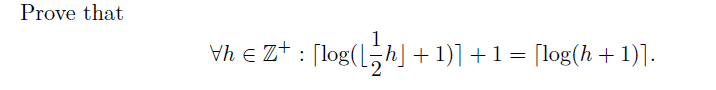 Prove that
∀h ∈ ℤ⁺ : ⌈log(⌊½h⌋ + 1)⌉ + 1 = ⌈log(h + 1)⌉.